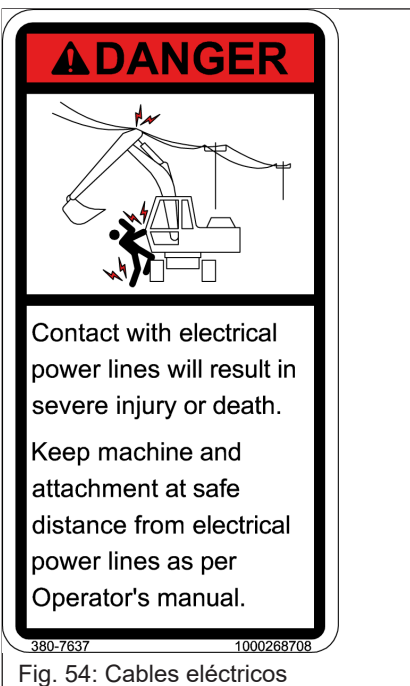 DANGER
Contact with electrical
power lines will result in
severe injury or death.
Keep machine and
attachment at safe
distance from electrical
power lines as per
Operator's manual.
380-7637 1000268708
Fig. 54: Cables eléctricos